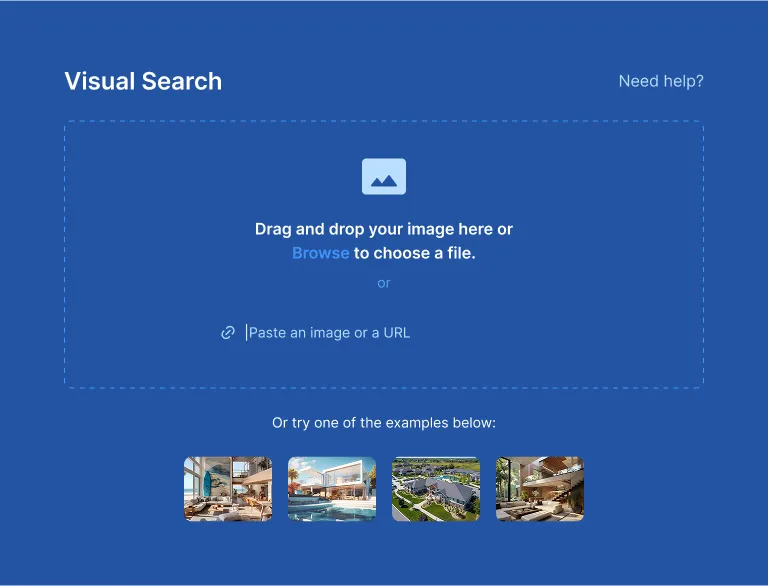 Visual Search
Need help?
Drag and drop your image here or
Browse to choose a file.
or
Paste an image or a URL
Or try one of the examples below: